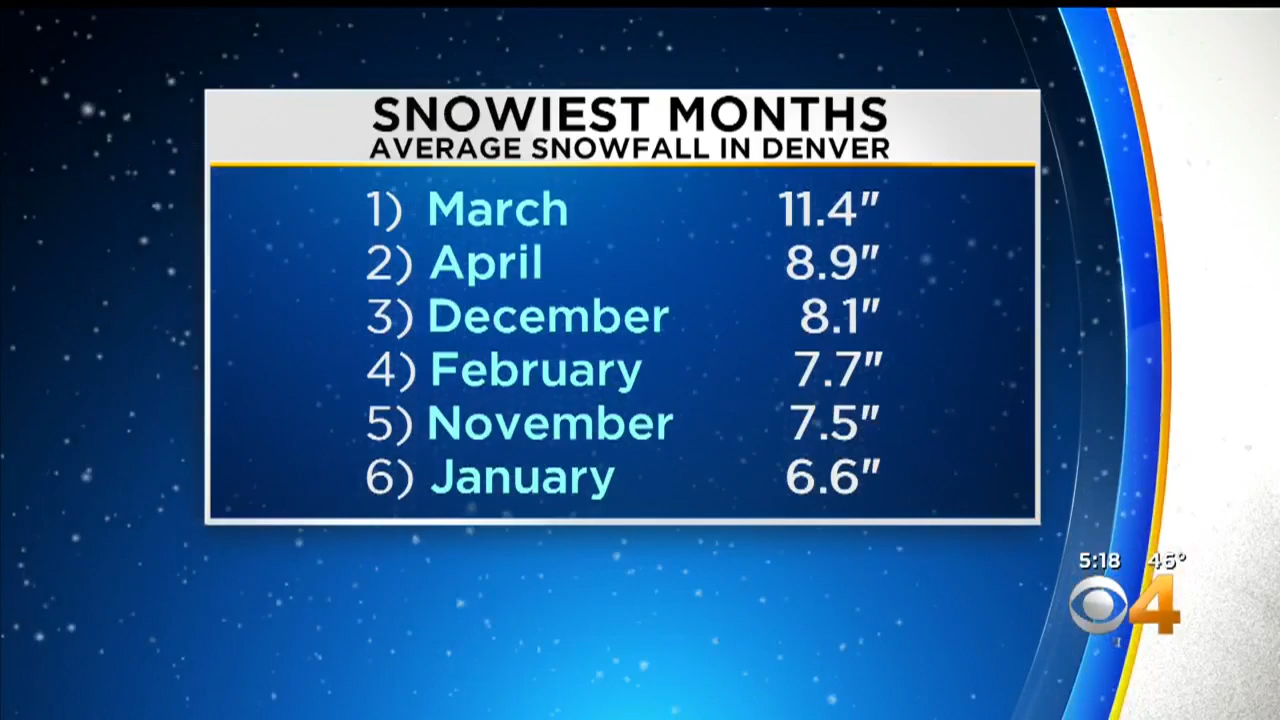 SNOWIEST MONTHS
AVERAGE SNOWFALL IN DENVER
1) March 11.4"
2) April 8.9"
3) December 8.1"
4) February 7.7"
5) November 7.5"
6) January 6.6"
5:18 46°
4